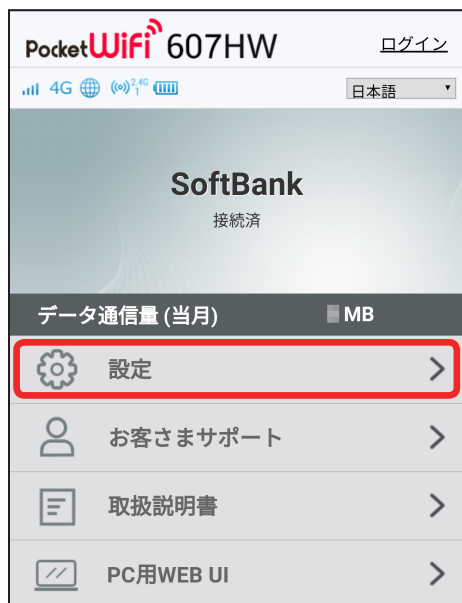 PocketWiFi 607HW ログイン
4G 2.4G 1 日本語
SoftBank
接続済
データ通信量 (当月) MB
設定
お客さまサポート
取扱説明書
PC用WEB UI